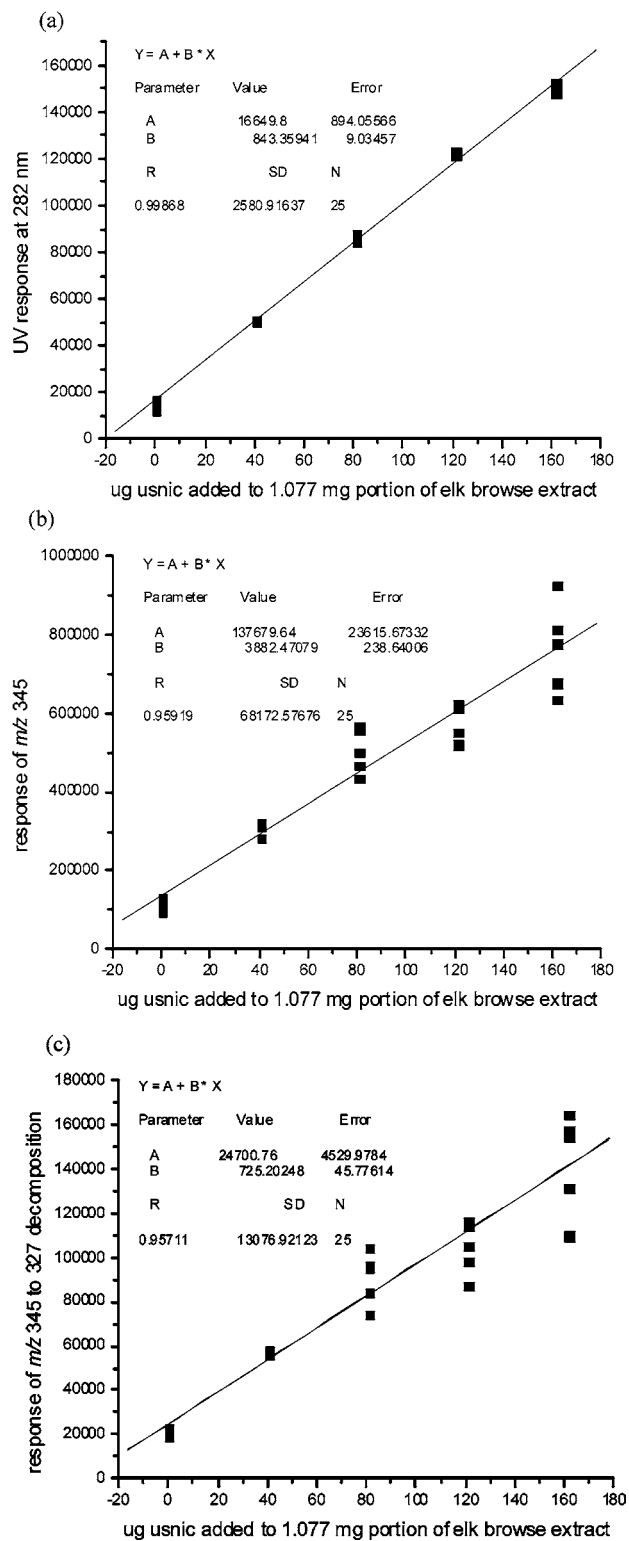 (a)
Y = A + B * X
Parameter Value Error
A 16649.8 894.05566
B 843.35941 9.03457
R SD N
0.99868 2580.91637 25
160000
140000
120000
100000
80000
60000
40000
20000
0
UV response at 282 nm
-20 0 20 40 60 80 100 120 140 160 180
ug usnic added to 1.077 mg portion of elk browse extract
(b)
Y = A + B* X
Parameter Value Error
A 137679.64 23615.67332
B 3882.47079 238.64006
R SD N
0.95919 68172.57676 25
1000000
800000
600000
400000
200000
0
response of m/z 345
-20 0 20 40 60 80 100 120 140 160 180
ug usnic added to 1.077 mg portion of elk browse extract
(c)
Y = A + B* X
Parameter Value Error
A 24700.76 4529.9784
B 725.20248 45.77614
R SD N
0.95711 13076.92123 25
180000
160000
140000
120000
100000
80000
60000
40000
20000
0
response of m/z 345 to 327 decomposition
-20 0 20 40 60 80 100 120 140 160 180
ug usnic added to 1.077 mg portion of elk browse extract